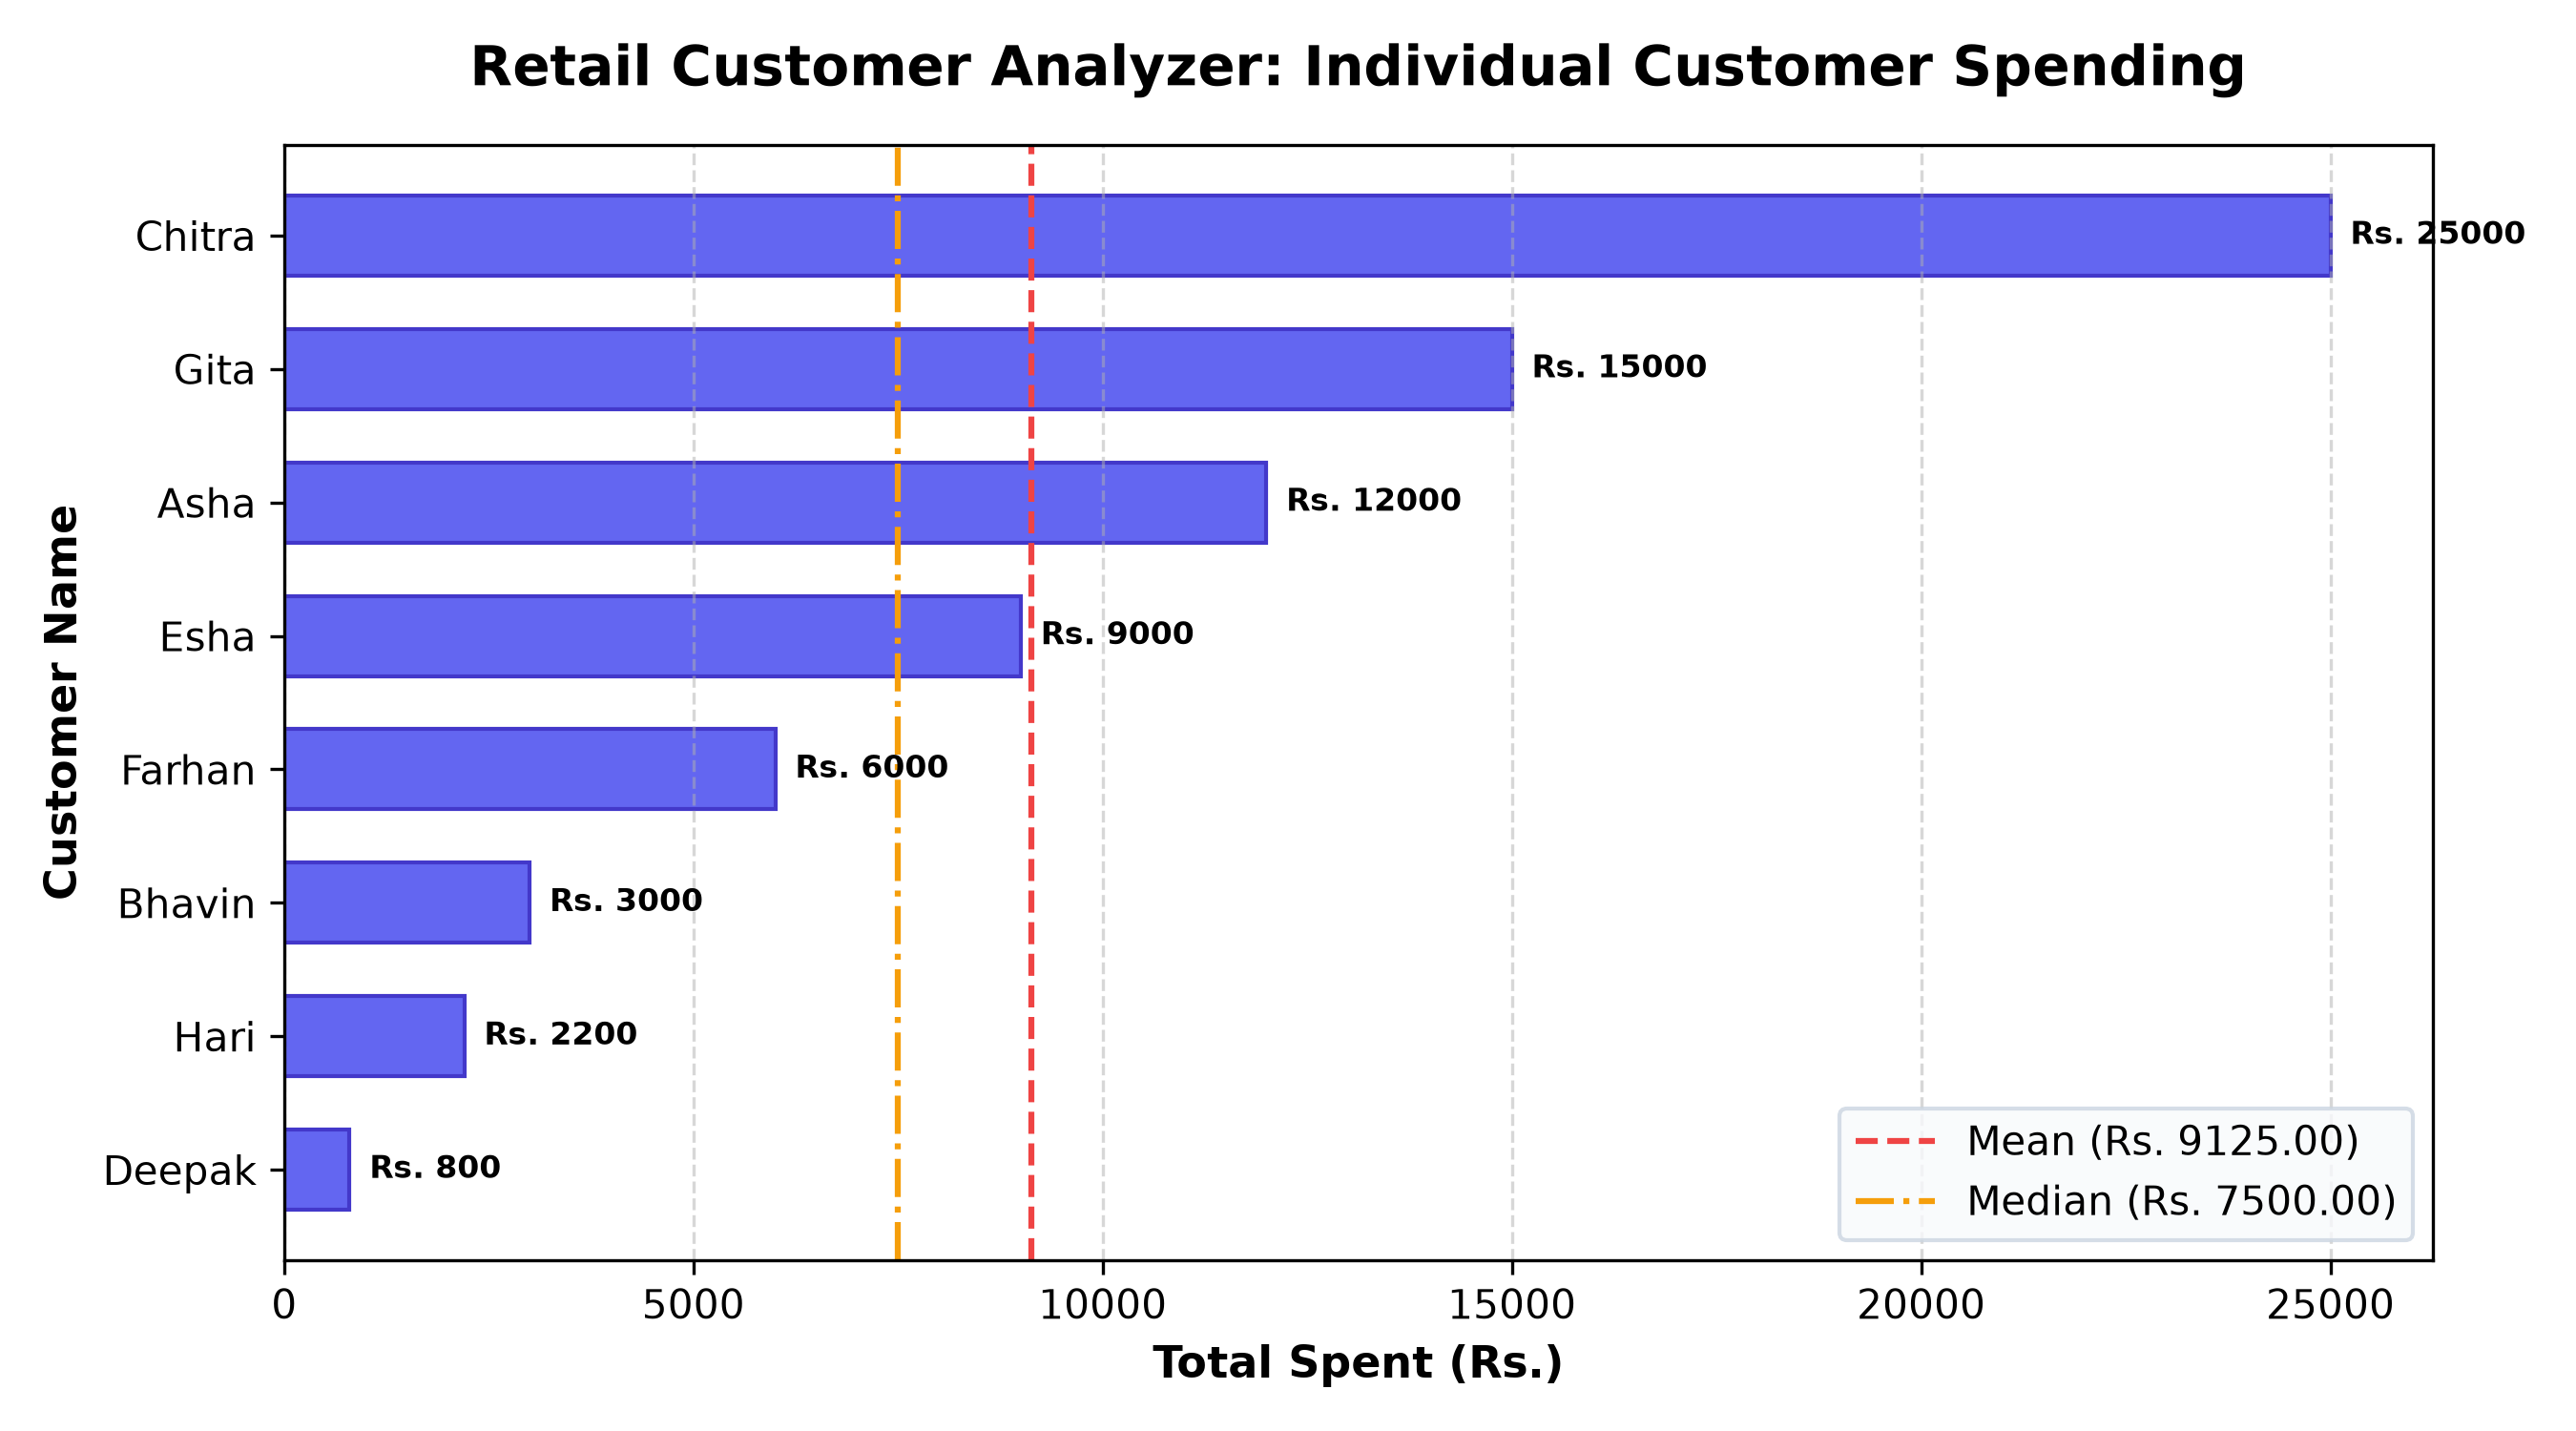 Retail Customer Analyzer: Individual Customer Spending
Customer Name
Chitra
Rs. 25000
Gita
Rs. 15000
Asha
Rs. 12000
Esha
Rs. 9000
Farhan
Rs. 6000
Bhavin
Rs. 3000
Hari
Rs. 2200
Deepak
Rs. 800
Mean (Rs. 9125.00)
Median (Rs. 7500.00)
0 5000 10000 15000 20000 25000
Total Spent (Rs.)